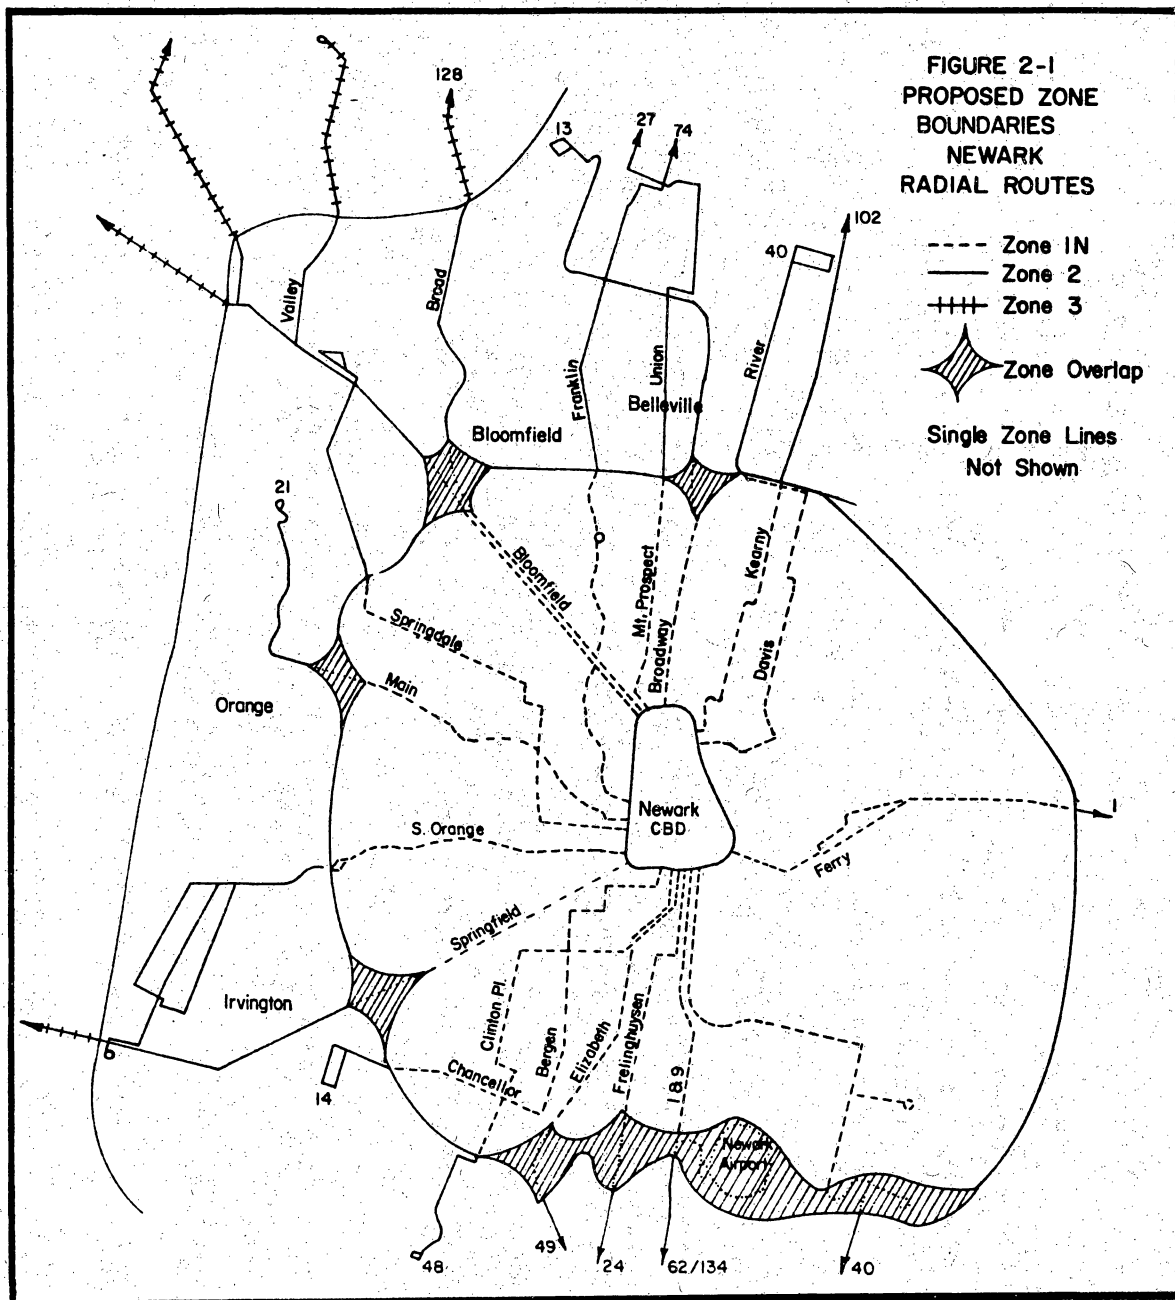 FIGURE 2-1
PROPOSED ZONE
BOUNDARIES
NEWARK
RADIAL ROUTES
Zone 1N
Zone 2
Zone 3
Zone Overlap
Single Zone Lines
Not Shown
128
13
27
74
102
40
Valley
Broad
Franklin
Union
River
Belleville
Bloomfield
21
Bloomfield
Mt. Prospect
Broadway
Kearny
Davis
Springdale
Main
Orange
Newark
CBD
1
S. Orange
Ferry
Springfield
Irvington
Clinton Pl.
Bergen
Elizabeth
Frelinghuysen
1&9
Chancellor
14
Newark
Airport
48
49
24
62/134
40